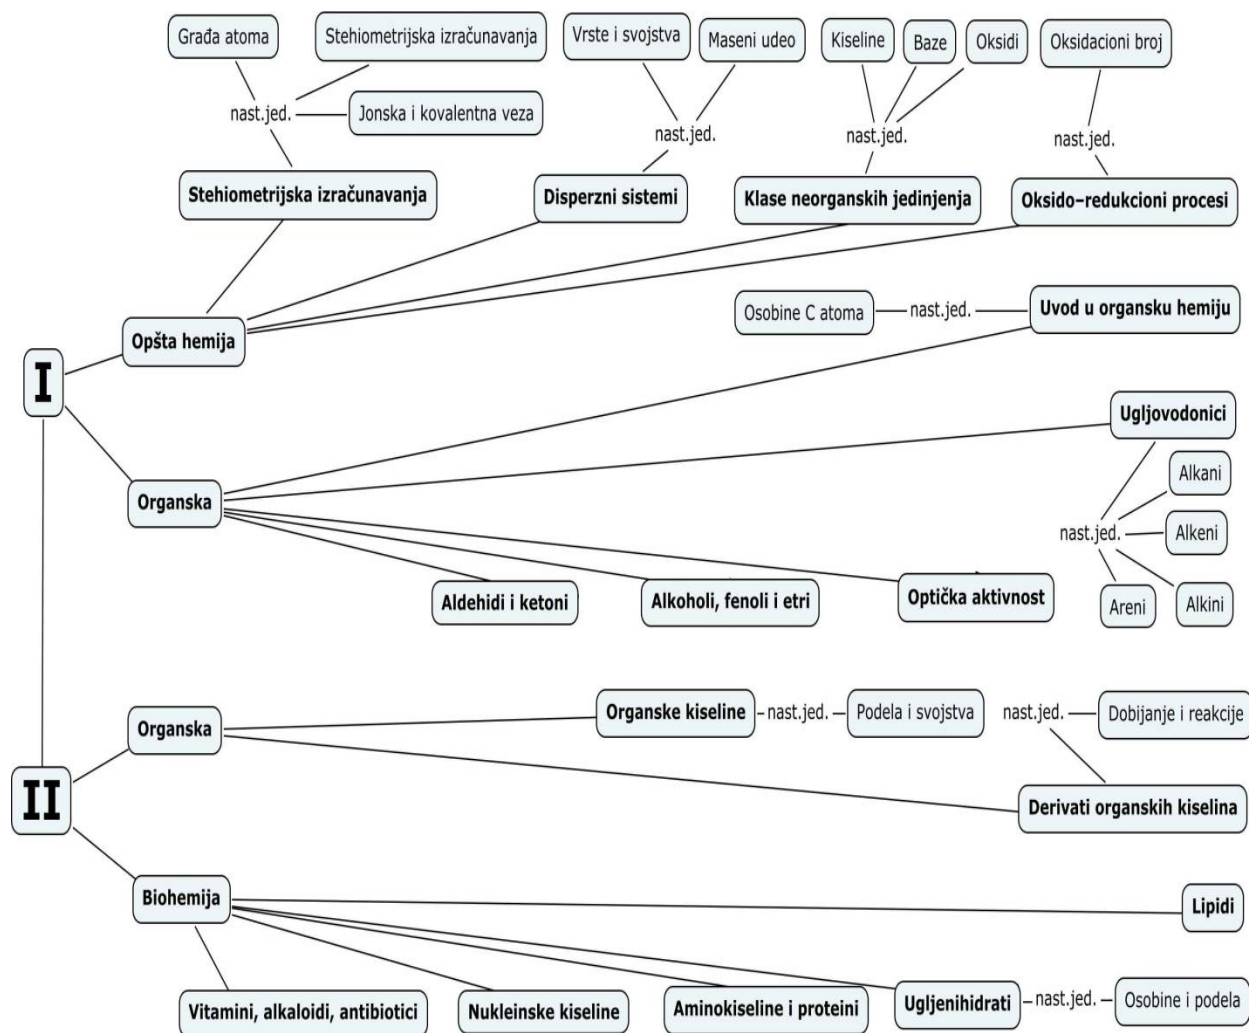 Građa atoma
Stehiometrijska izračunavanja
Vrste i svojstva
Maseni udeo
Kiseline
Baze
Oksidi
Oksidacioni broj
nast.jed.
Jonska i kovalentna veza
nast.jed.
nast.jed.
nast.jed.
Stehiometrijska izračunavanja
Disperzni sistemi
Klase neorganskih jedinjenja
Oksido-redukcioni procesi
Osobine C atoma
nast.jed.
Uvod u organsku hemiju
Opšta hemija
I
Ugljovodonici
Organska
Alkani
nast.jed.
Alkeni
Aldehidi i ketoni
Alkoholi, fenoli i etri
Optička aktivnost
Areni
Alkini
Organska
Organske kiseline
nast.jed.
Podela i svojstva
nast.jed.
Dobijanje i reakcije
II
Derivati organskih kiselina
Biohemija
Lipidi
Vitamini, alkaloidi, antibiotici
Nukleinske kiseline
Aminokiseline i proteini
Ugljenihidrati
nast.jed.
Osobine i podela